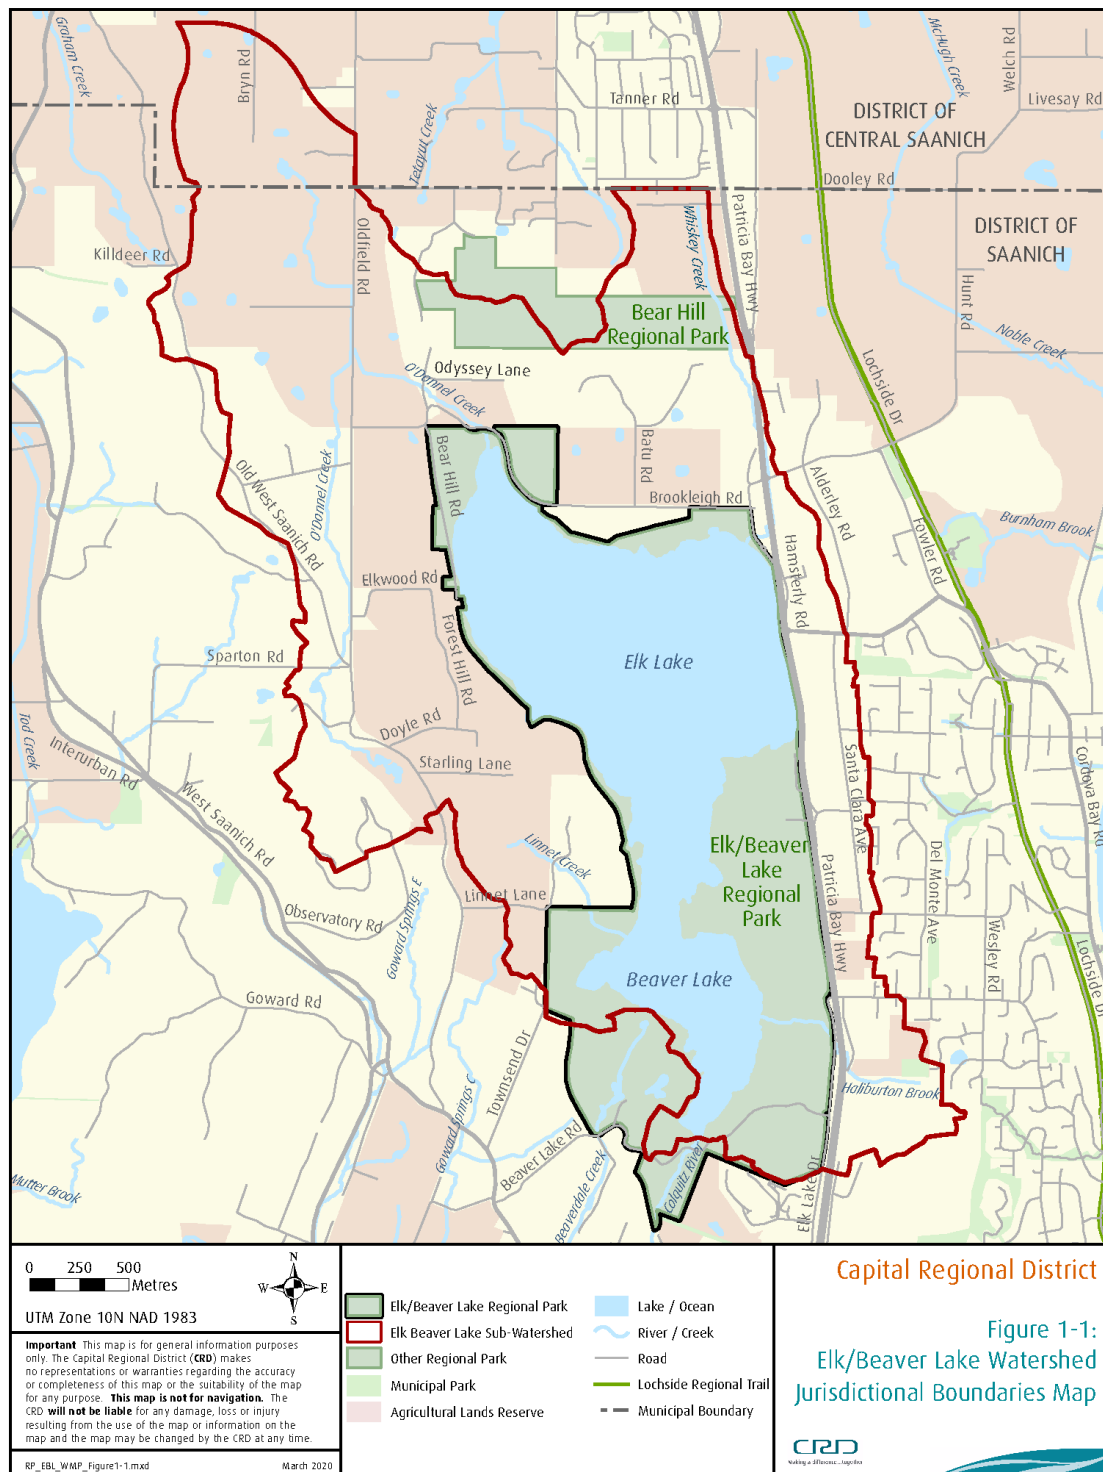 Graham Creek
Bryn Rd
Tetayut Creek
Tanner Rd
McHugh Creek
Welch Rd
Livesay Rd
DISTRICT OF
CENTRAL SAANICH
Dooley Rd
DISTRICT OF
SAANICH
Whiskey Creek
Patricia Bay Hwy
Killdeer Rd
Oldfield Rd
Hunt Rd
Noble Creek
Bear Hill
Regional Park
Lochside Dr
Odyssey Lane
O'Donnel Creek
Bear Hill Rd
Batu Rd
Brookleigh Rd
Old West Saanich Rd
O'Donnel Creek
Alderley Rd
Fowler Rd
Burnham Brook
Hamsterly Rd
Elkwood Rd
Forest Hill Rd
Sparton Rd
Elk Lake
Tod Creek
Interurban Rd
Doyle Rd
Starling Lane
Santa Clara Ave
Cordova Bay Rd
West Saanich Rd
Linnet Creek
Elk/Beaver
Lake
Regional
Park
Patricia Bay Hwy
Del Monte Ave
Wesley Rd
Lochside Dr
Linnet Lane
Observatory Rd
Goward Springs E
Beaver Lake
Goward Rd
Townsend Dr
Goward Springs C
Haliburton Brook
Beaver Lake Rd
Beaverdale Creek
Colquitz River
Elk Lake Dr
Mutter Brook
0 250 500
Metres
UTM Zone 10N NAD 1983
N
W E
S
Important This map is for general information purposes
only. The Capital Regional District (CRD) makes
no representations or warranties regarding the accuracy
or completeness of this map or the suitability of the map
for any purpose. This map is not for navigation. The
CRD will not be liable for any damage, loss or injury
resulting from the use of the map or information on the
map and the map may be changed by the CRD at any time.
RP_EBL_WMP_Figure1-1.mxd March 2020
Elk/Beaver Lake Regional Park
Elk Beaver Lake Sub-Watershed
Other Regional Park
Municipal Park
Agricultural Lands Reserve
Lake / Ocean
River / Creek
Road
Lochside Regional Trail
Municipal Boundary
Capital Regional District
Figure 1-1:
Elk/Beaver Lake Watershed
Jurisdictional Boundaries Map
CRD
Making a difference...together